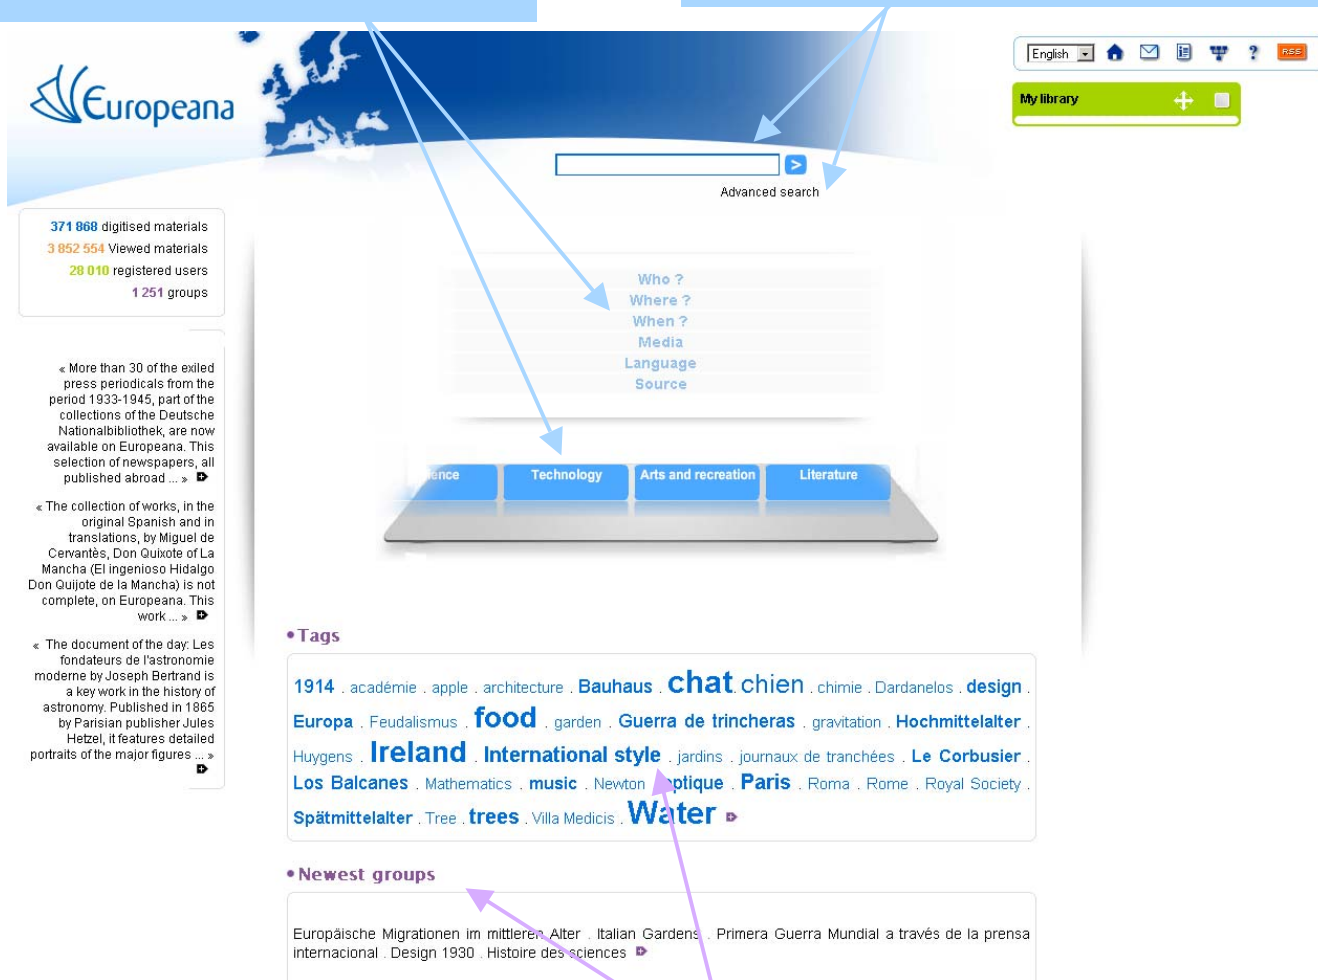 English
?
RSS
Europeana
My library
>
Advanced search
371 868 digitised materials
3 852 554 Viewed materials
28 010 registered users
1 251 groups
« More than 30 of the exiled
press periodicals from the
period 1933-1945, part of the
collections of the Deutsche
Nationalbibliothek, are now
available on Europeana. This
selection of newspapers, all
published abroad ... »
« The collection of works, in the
original Spanish and in
translations, by Miguel de
Cervantès, Don Quixote of La
Mancha (El ingenioso Hidalgo
Don Quijote de la Mancha) is not
complete, on Europeana. This
work ... »
« The document of the day: Les
fondateurs de l'astronomie
moderne by Joseph Bertrand is
a key work in the history of
astronomy. Published in 1865
by Parisian publisher Jules
Hetzel, it features detailed
portraits of the major figures ... »
Who ?
Where ?
When ?
Media
Language
Source
ence Technology Arts and recreation Literature
•Tags
1914 . académie . apple . architecture . Bauhaus . chat . chien . chimie . Dardanelos . design .
Europa . Feudalismus . food . garden . Guerra de trincheras . gravitation . Hochmittelalter .
Huygens . Ireland . International style . jardins . journaux de tranchées . Le Corbusier .
Los Balcanes . Mathematics . music . Newton . optique . Paris . Roma . Rome . Royal Society .
Spätmittelalter . Tree . trees . Villa Medicis . Water
•Newest groups
Europäische Migrationen im mittleren Alter . Italian Gardens . Primera Guerra Mundial a través de la prensa
internacional . Design 1930 . Histoire des sciences